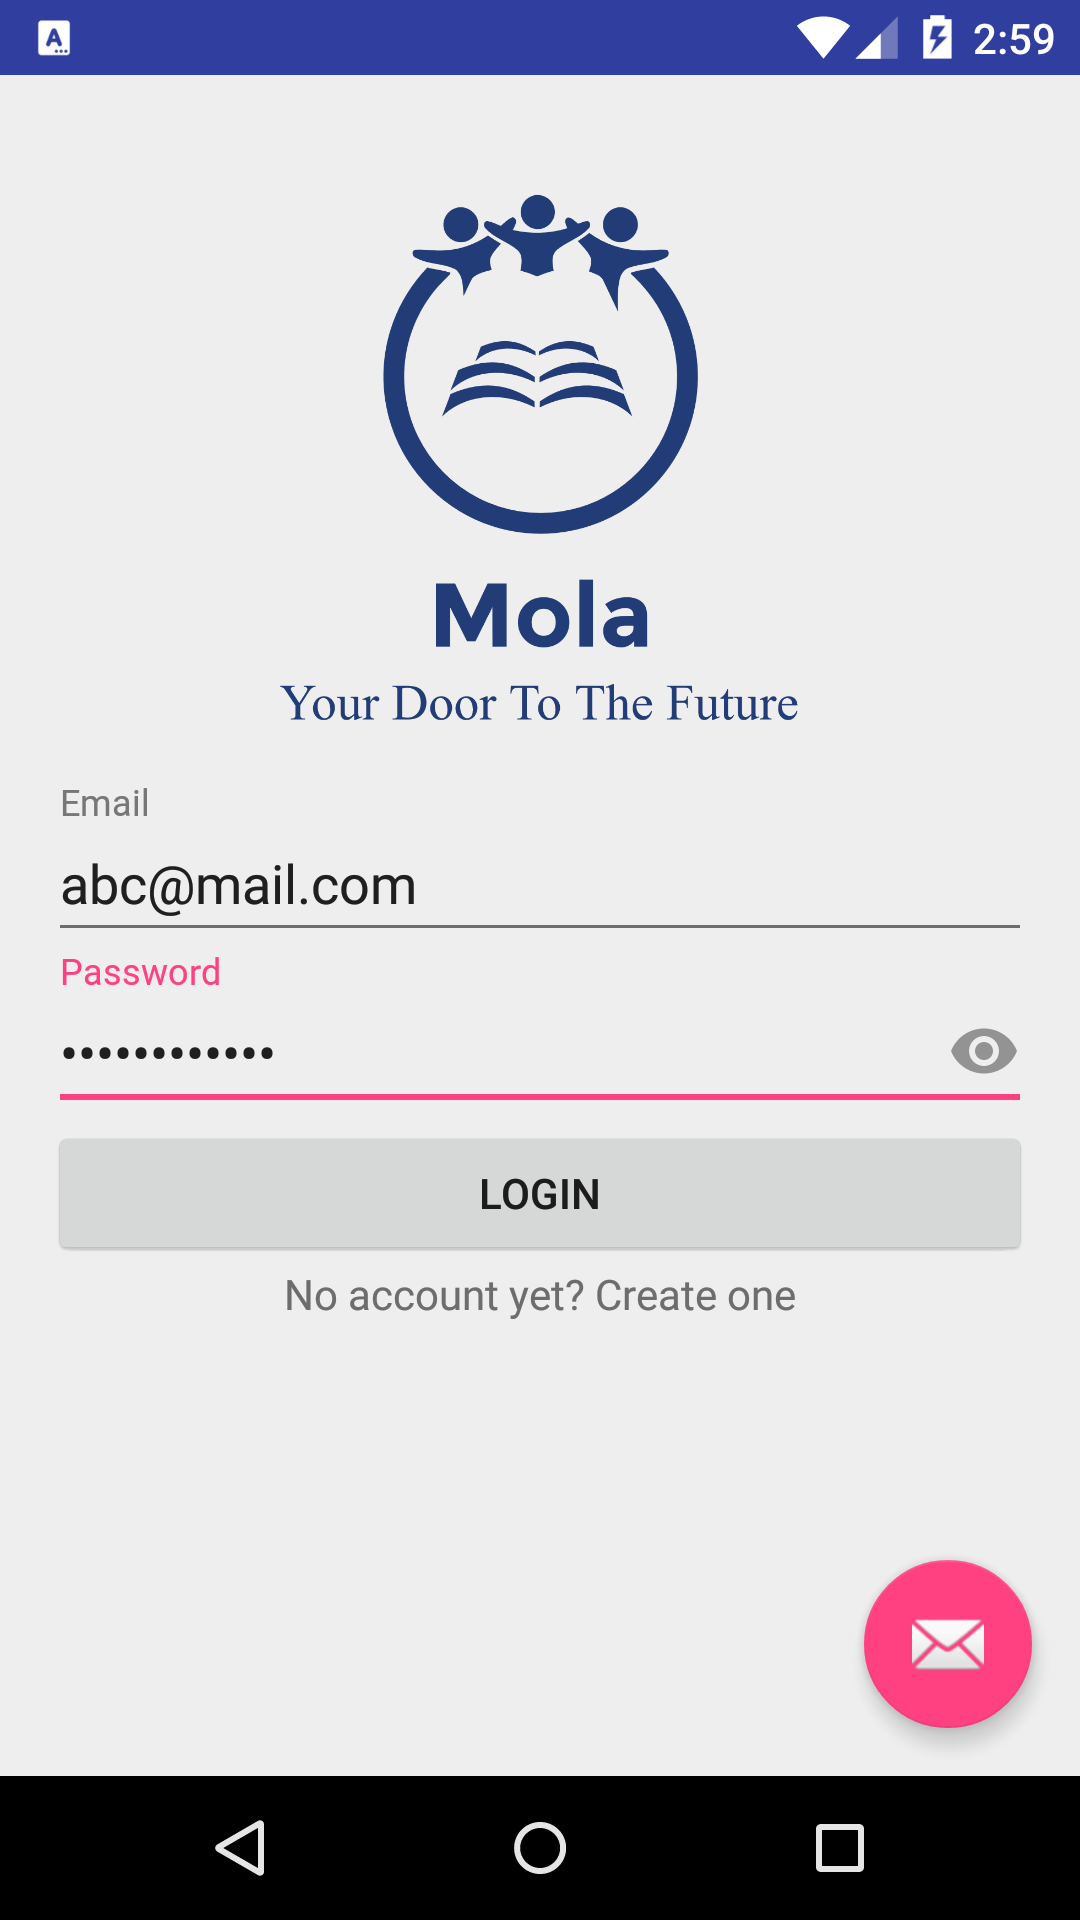 A
2:59
Mola
Your Door To The Future
Email
abc@mail.com
Password
••••••••••••
LOGIN
No account yet? Create one